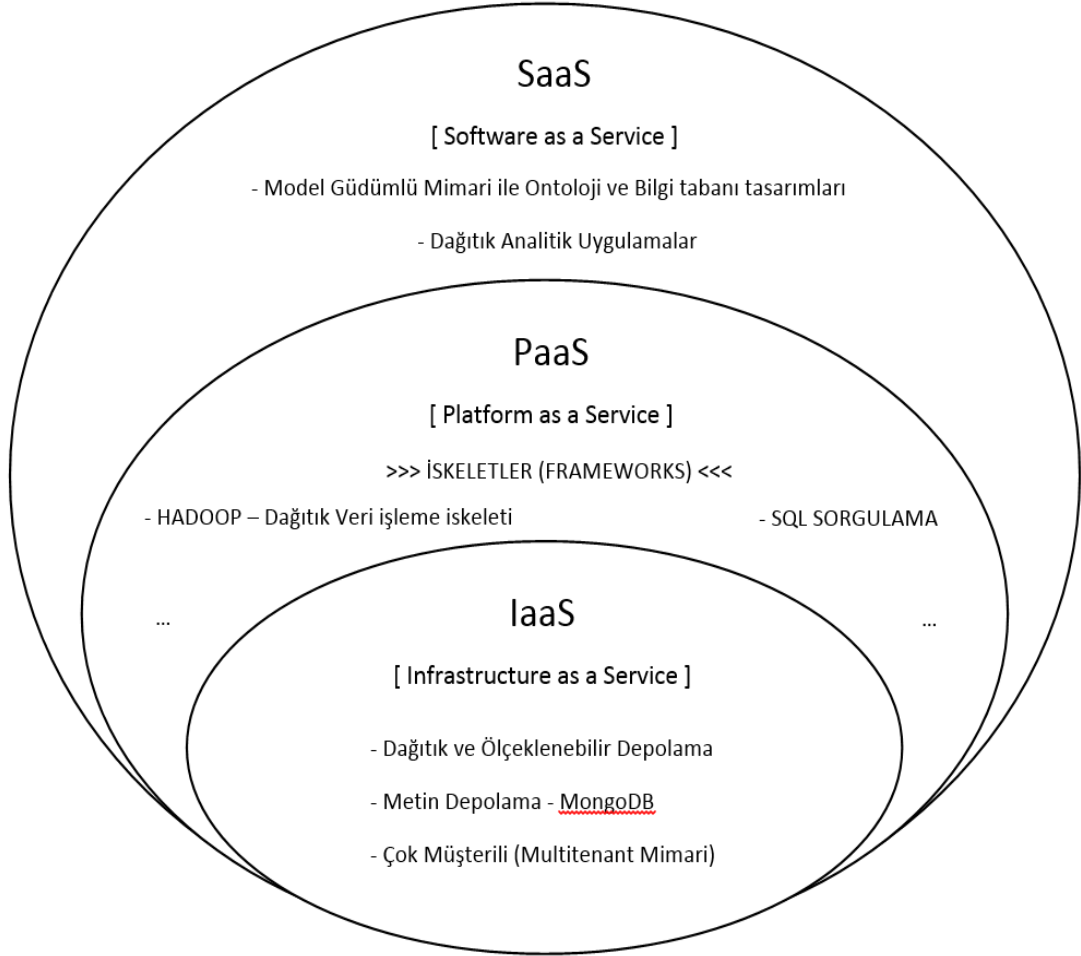 SaaS
[ Software as a Service ]
- Model Güdümlü Mimari ile Ontoloji ve Bilgi tabanı tasarımları
- Dağıtık Analitik Uygulamalar
PaaS
[ Platform as a Service ]
>>> İSKELETLER (FRAMEWORKS) <<<
- HADOOP – Dağıtık Veri işleme iskeleti
- SQL SORGULAMA
...
...
IaaS
[ Infrastructure as a Service ]
- Dağıtık ve Ölçeklenebilir Depolama
- Metin Depolama - MongoDB
- Çok Müşterili (Multitenant Mimari)